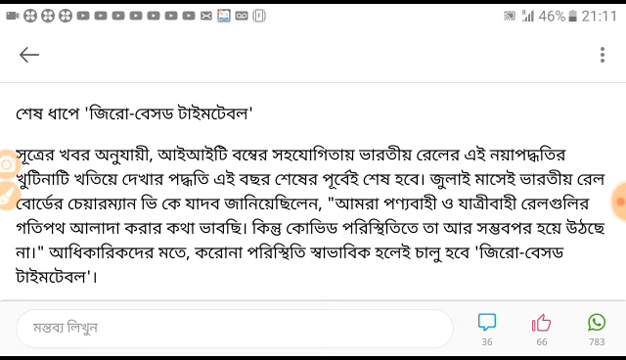 46% 21:11
শেষ ধাপে 'জিরো-বেসড টাইমটেবল'
সূত্রের খবর অনুযায়ী, আইআইটি বম্বের সহযোগিতায় ভারতীয় রেলের এই নয়াপদ্ধতির
খুটিনাটি খতিয়ে দেখার পদ্ধতি এই বছর শেষের পূর্বেই শেষ হবে। জুলাই মাসেই ভারতীয় রেল
বোর্ডের চেয়ারম্যান ভি কে যাদব জানিয়েছিলেন, "আমরা পণ্যবাহী ও যাত্রীবাহী রেলগুলির
গতিপথ আলাদা করার কথা ভাবছি। কিন্তু কোভিড পরিস্থিতিতে তা আর সম্ভবপর হয়ে উঠছে
না।" আধিকারিকদের মতে, করোনা পরিস্থিতি স্বাভাবিক হলেই চালু হবে 'জিরো-বেসড
টাইমটেবল'।
মন্তব্য লিখুন
36 66 783